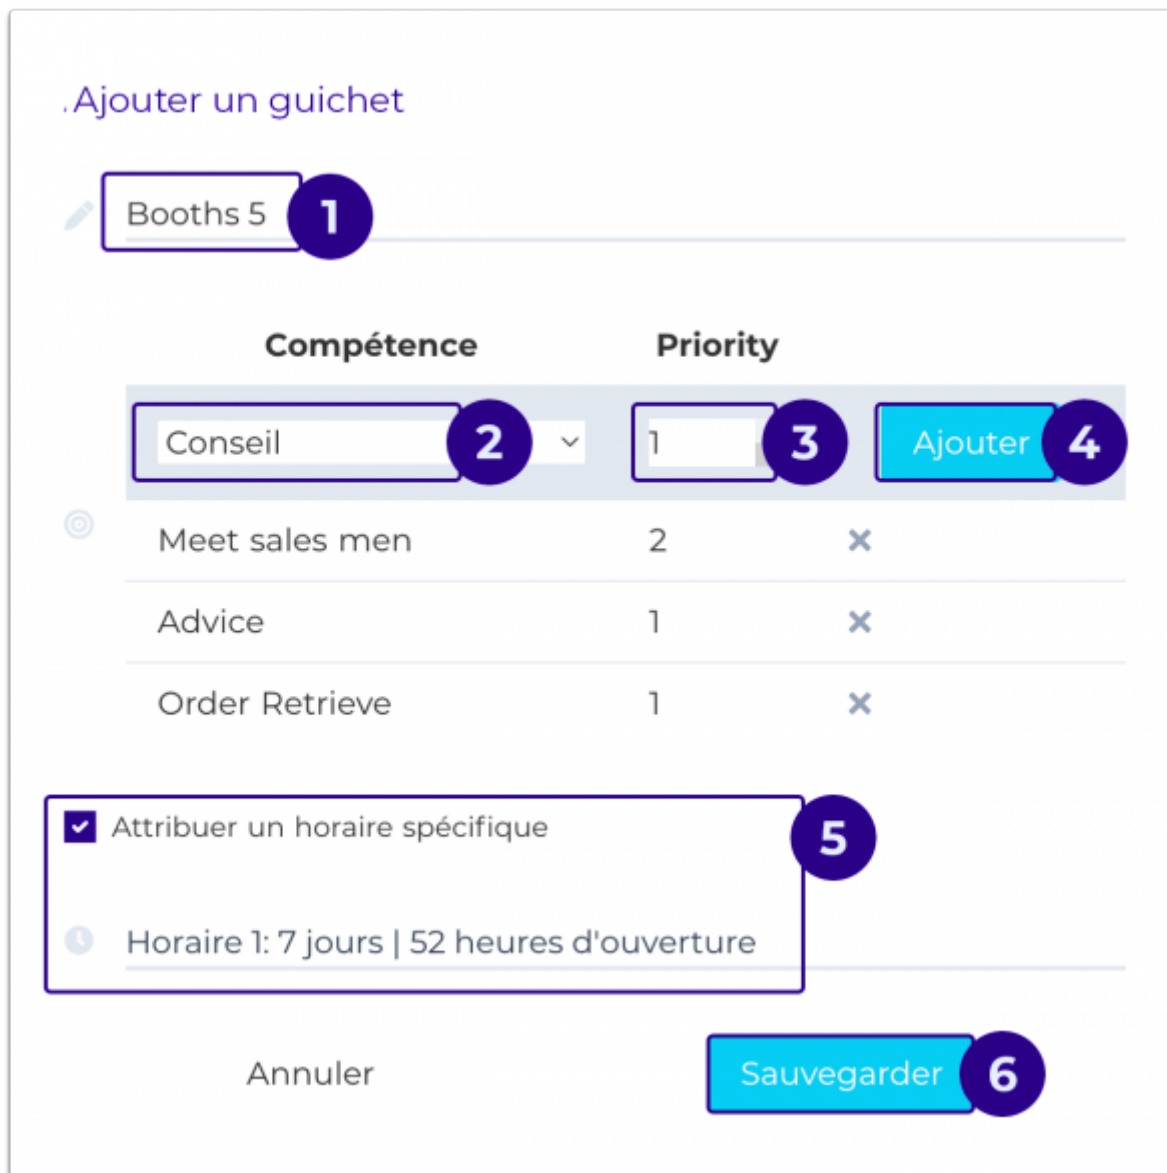 . Ajouter un guichet
Booths 5 1
Compétence Priority
Conseil 2 1 3 Ajouter 4
Meet sales men 2
Advice 1
Order Retrieve 1
Attribuer un horaire spécifique 5
Horaire 1: 7 jours | 52 heures d'ouverture
Annuler Sauvegarder 6